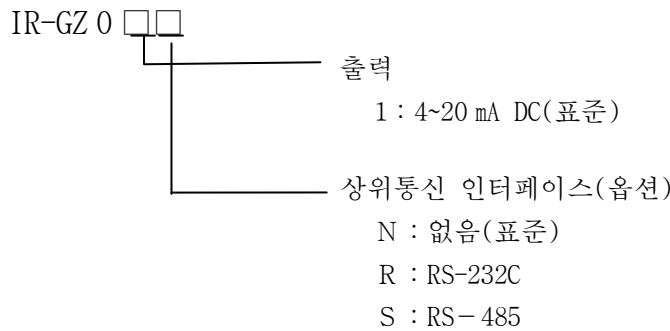 IR-GZ 0 □□
출력
1 : 4~20 mA DC(표준)
상위통신 인터페이스(옵션)
N : 없음(표준)
R : RS-232C
S : RS-485